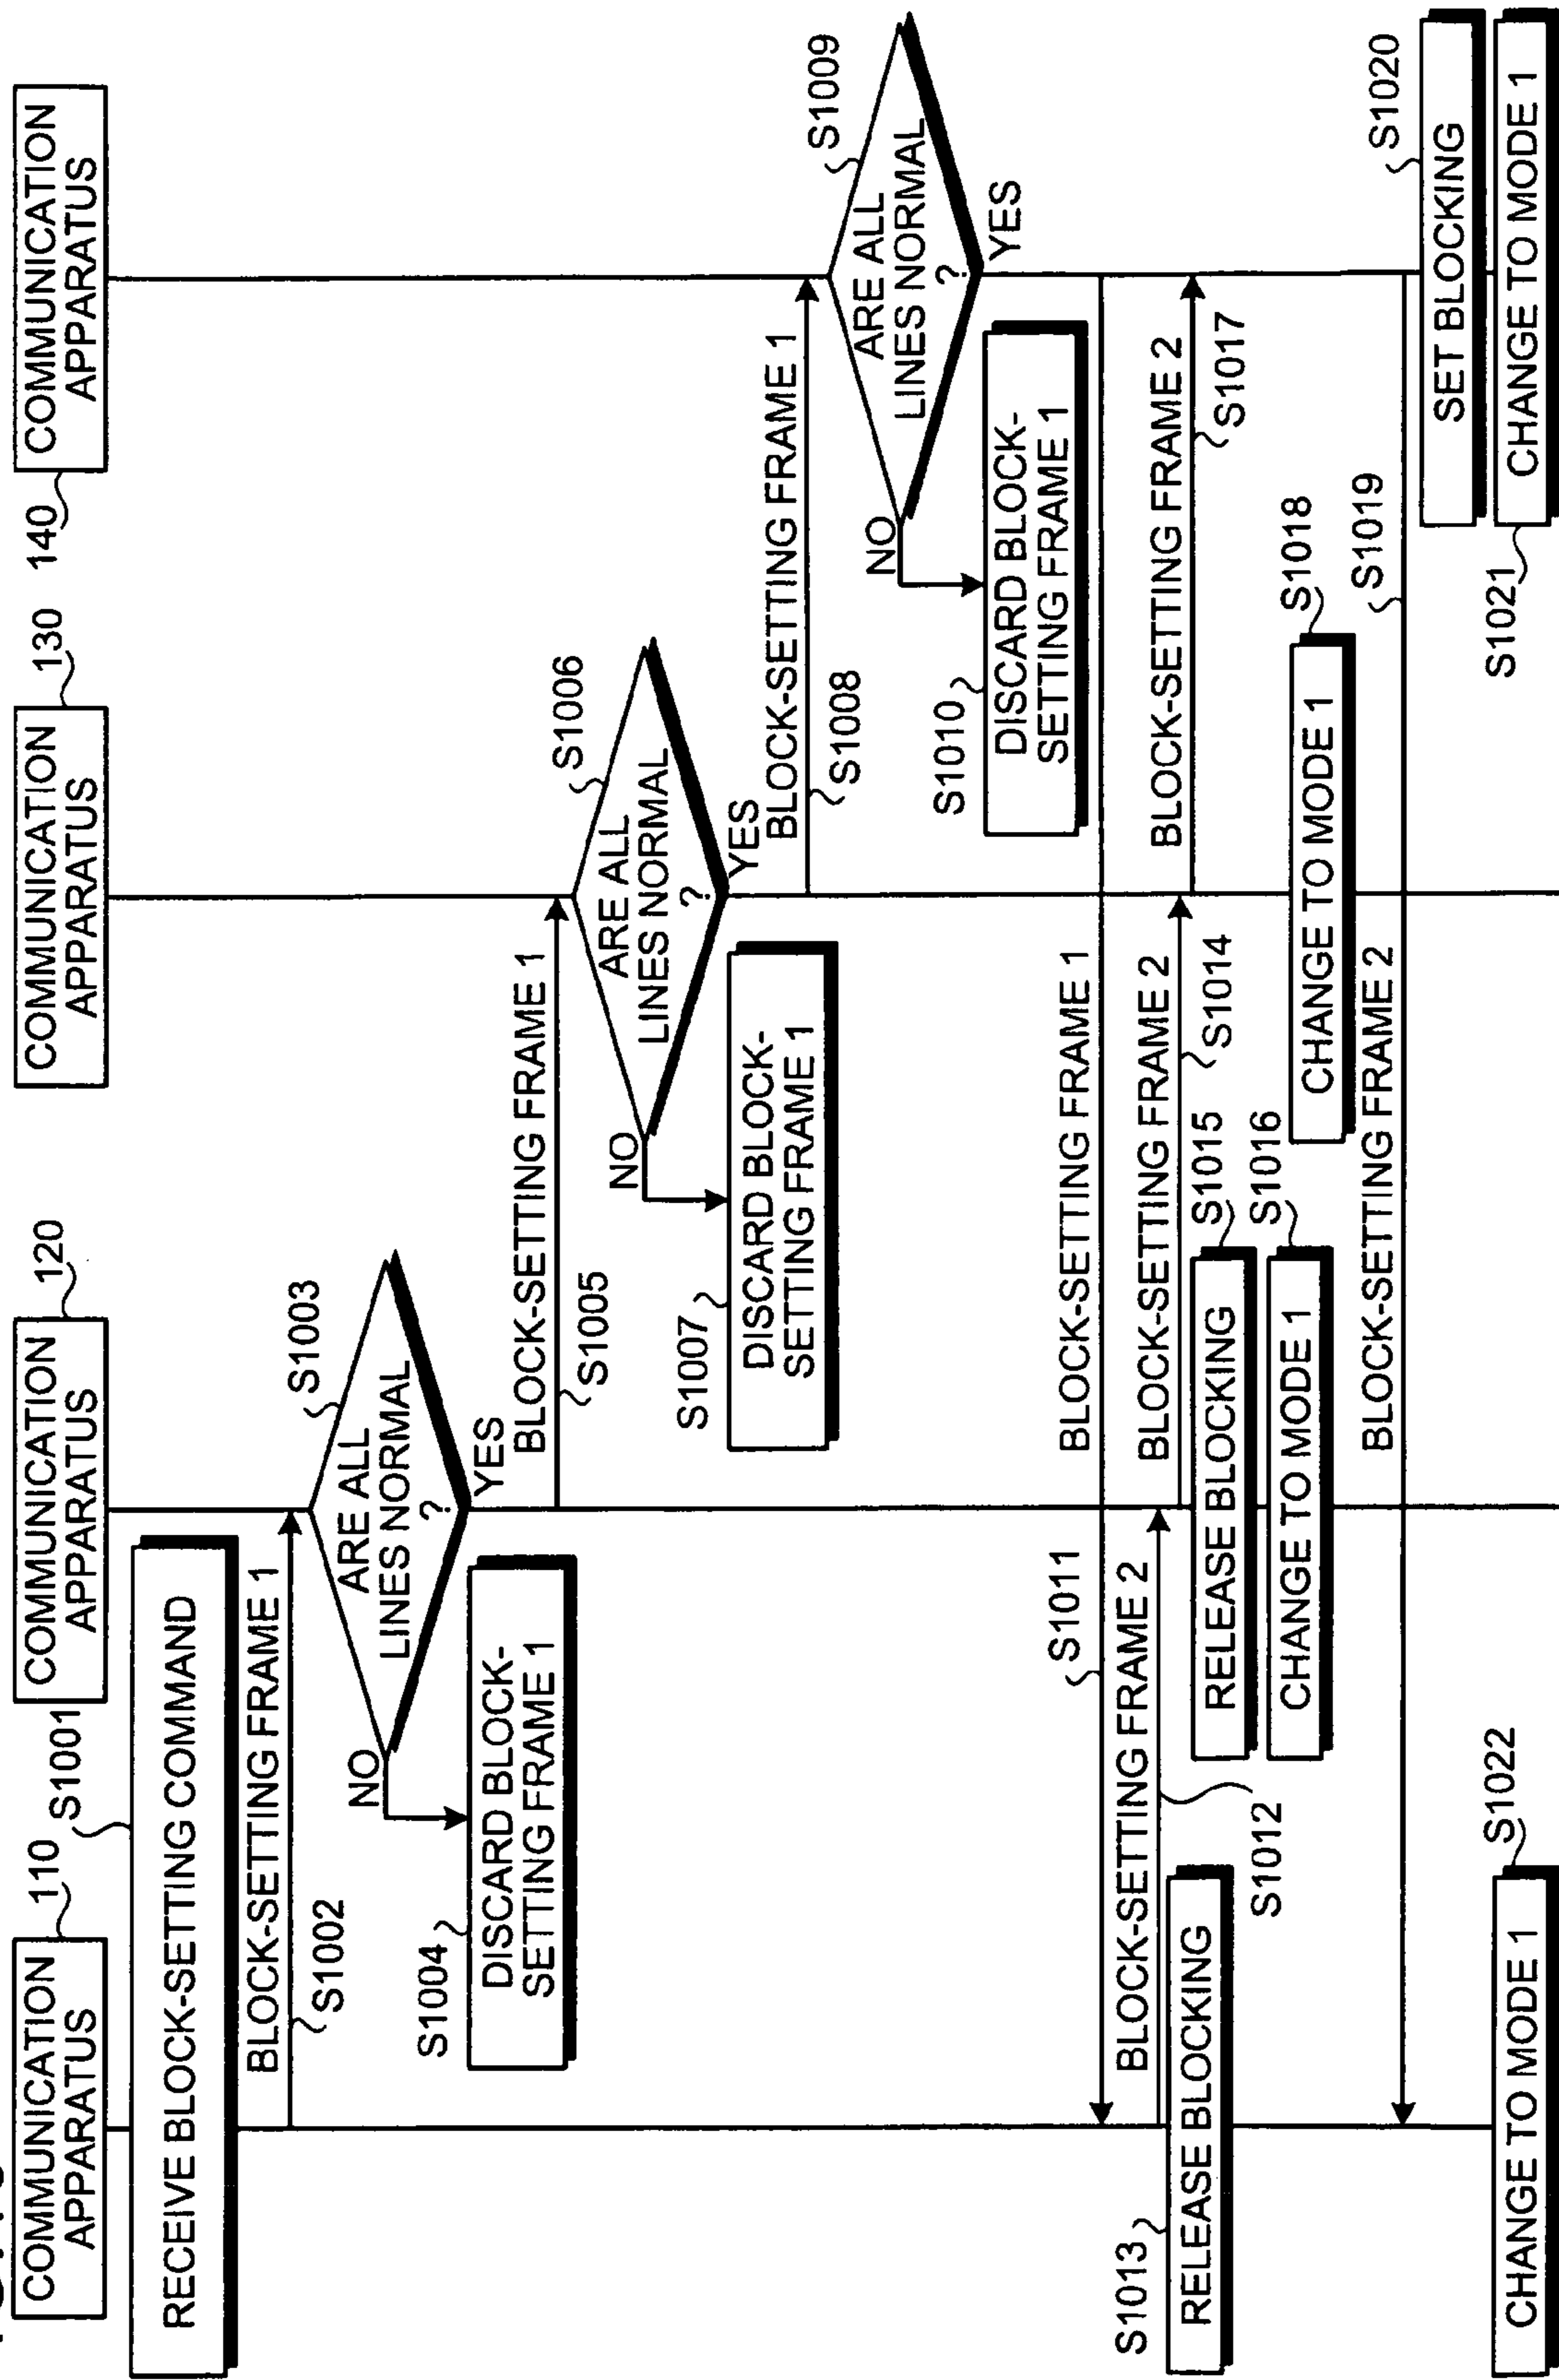 COMMUNICATION
APPARATUS
110
COMMUNICATION
APPARATUS
120
COMMUNICATION
APPARATUS
130
COMMUNICATION
APPARATUS
140
S1001
RECEIVE BLOCK-SETTING COMMAND
BLOCK-SETTING FRAME 1
S1002
S1003
ARE ALL
LINES NORMAL
?
NO
YES
S1004
DISCARD BLOCK-
SETTING FRAME 1
BLOCK-SETTING FRAME 1
S1005
S1006
ARE ALL
LINES NORMAL
?
NO
YES
S1007
DISCARD BLOCK-
SETTING FRAME 1
BLOCK-SETTING FRAME 1
S1008
S1009
ARE ALL
LINES NORMAL
?
NO
YES
S1010
DISCARD BLOCK-
SETTING FRAME 1
BLOCK-SETTING FRAME 1
S1011
BLOCK-SETTING FRAME 2
S1012
S1013
RELEASE BLOCKING
BLOCK-SETTING FRAME 2
S1014
RELEASE BLOCKING
S1015
CHANGE TO MODE 1
S1016
BLOCK-SETTING FRAME 2
S1017
CHANGE TO MODE 1
S1018
BLOCK-SETTING FRAME 2
S1019
SET BLOCKING
S1020
CHANGE TO MODE 1
S1021
CHANGE TO MODE 1
S1022